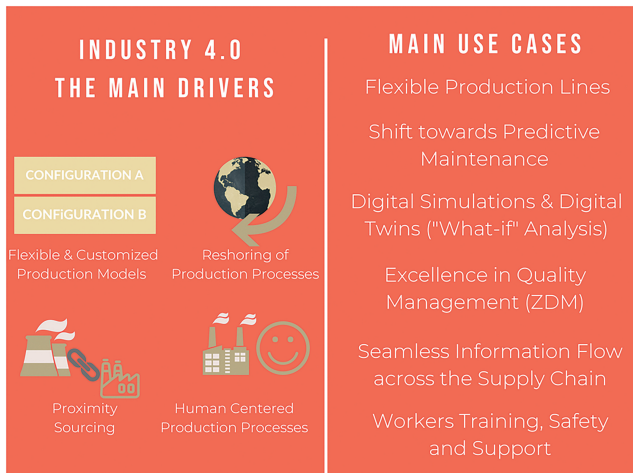 INDUSTRY 4.0
THE MAIN DRIVERS
CONFIGURATION A
CONFiGURATION B
Flexible & Customized
Production Models
Reshoring of
Production Processes
Proximity
Sourcing
Human Centered
Production Processes
MAIN USE CASES
Flexible Production Lines
Shift towards Predictive
Maintenance
Digital Simulations & Digital
Twins ("What-if" Analysis)
Excellence in Quality
Management (ZDM)
Seamless Information Flow
across the Supply Chain
Workers Training, Safety
and Support